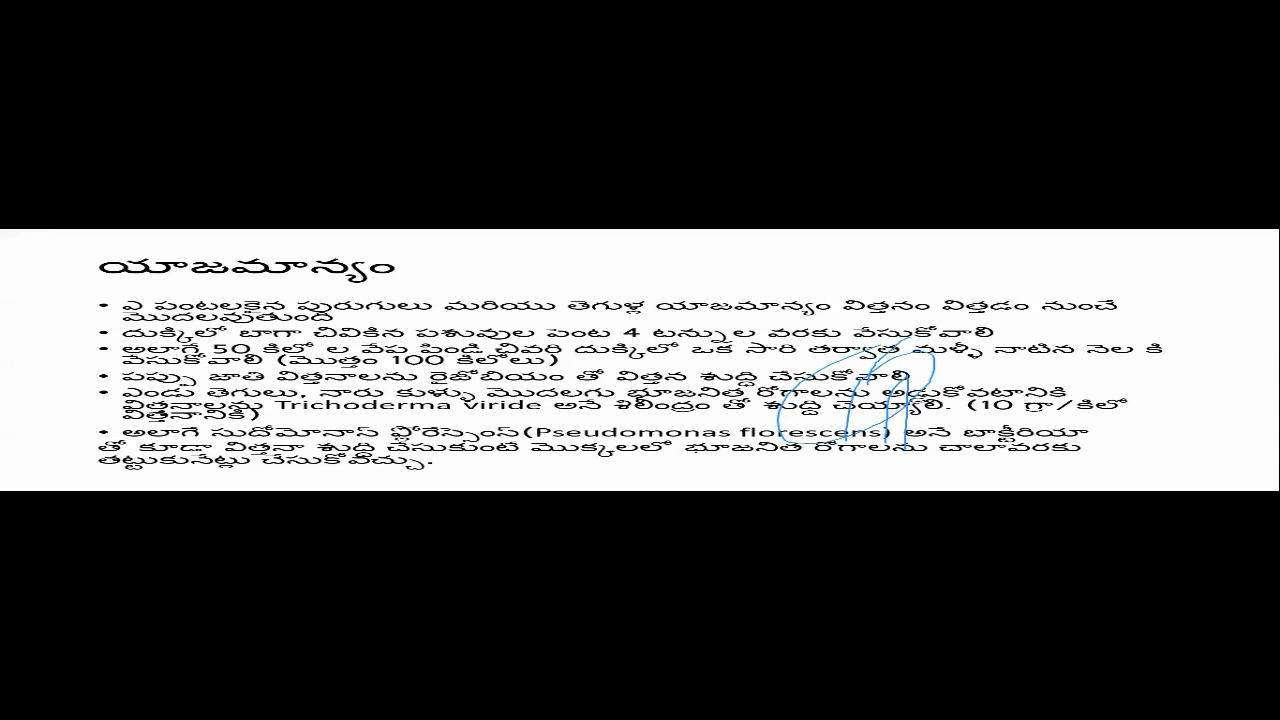 యాజమాన్యం
• ఎ పంటలకైన పురుగులు మరియు తెగుళ్ల యాజమాన్యం విత్తనం విత్తడం నుంచే
మొదలవుతుంది
• దుక్కిలో బాగా చివికిన పశువుల పెంట 4 టన్నుల వరకు వేసుకోవాలి
• అలాగే 50 కిలో ల వేప పిండి చివరి దుక్కిలో ఒక సారి తర్వాత మళ్ళీ నాటిన నెల కి
వేసుకోవాలి (మొత్తం 100 కిలోలు)
• పప్పు జాతి విత్తనాలను రైజోబియం తో విత్తన శుద్ది చేసుకోవాలి
• ఎండు తెగులు, నారు కుళ్ళు మొదలగు భూజనిత రోగాలను అడ్డుకోవటానికి
విత్తనాలను Trichoderma viride అనే శిలీంద్రం తో శుద్ది చెయ్యాలి. (10 గ్రా/కిలో
విత్తనానికి)
• అలాగే సుదోమోనాస్ ఫ్లోరేస్సెంస్(Pseudomonas florescens) అనే బాక్టీరియా
తో కూడా విత్తనా శుద్ది చేసుకుంటే మొక్కలలో భూజనిత రోగాలను చాలావరకు
తట్టుకునేట్లు చేసుకోవచ్చు.